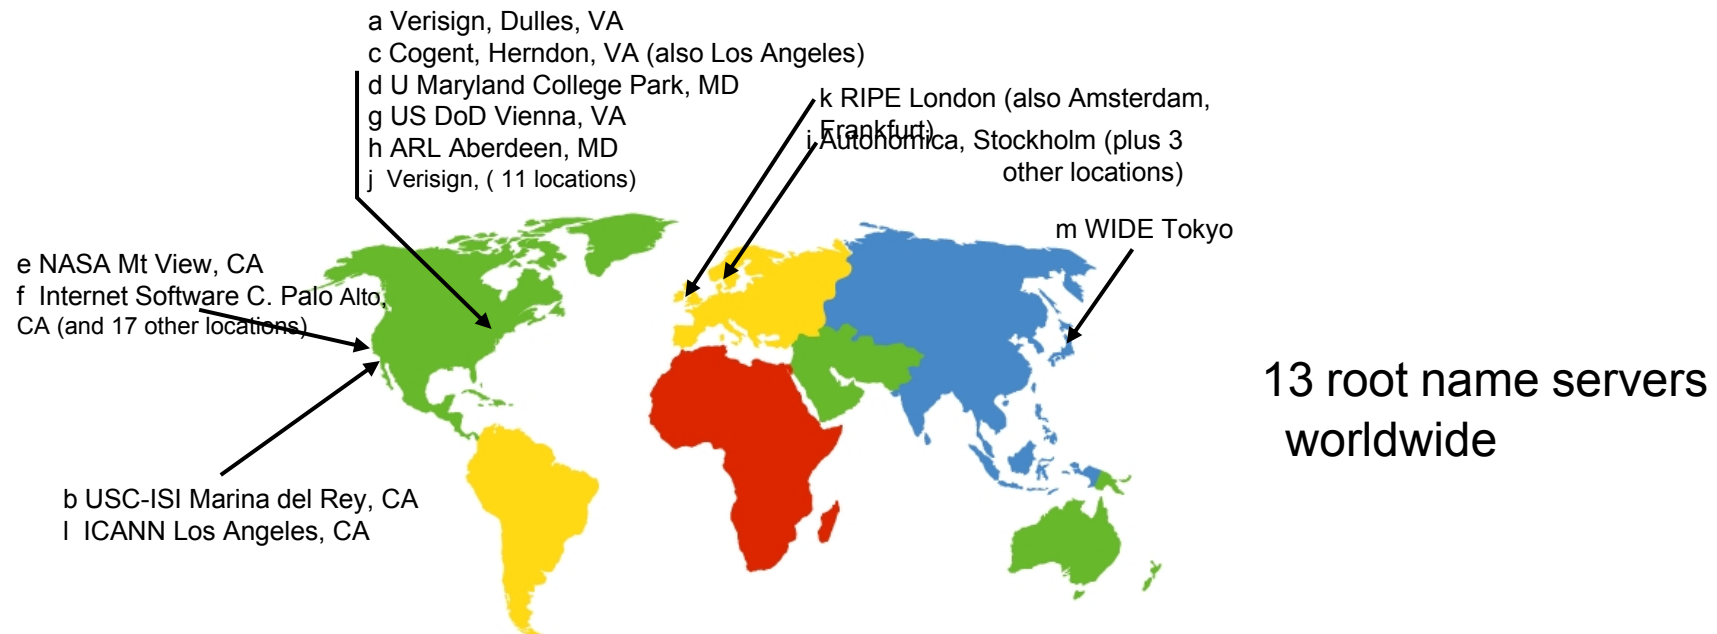 a Verisign, Dulles, VA
c Cogent, Herndon, VA (also Los Angeles)
d U Maryland College Park, MD
g US DoD Vienna, VA
h ARL Aberdeen, MD
j Verisign, ( 11 locations)
k RIPE London (also Amsterdam,
Frankfurt)
i Autonomica, Stockholm (plus 3
other locations)
m WIDE Tokyo
e NASA Mt View, CA
f Internet Software C. Palo Alto,
CA (and 17 other locations)
13 root name servers
worldwide
b USC-ISI Marina del Rey, CA
l ICANN Los Angeles, CA